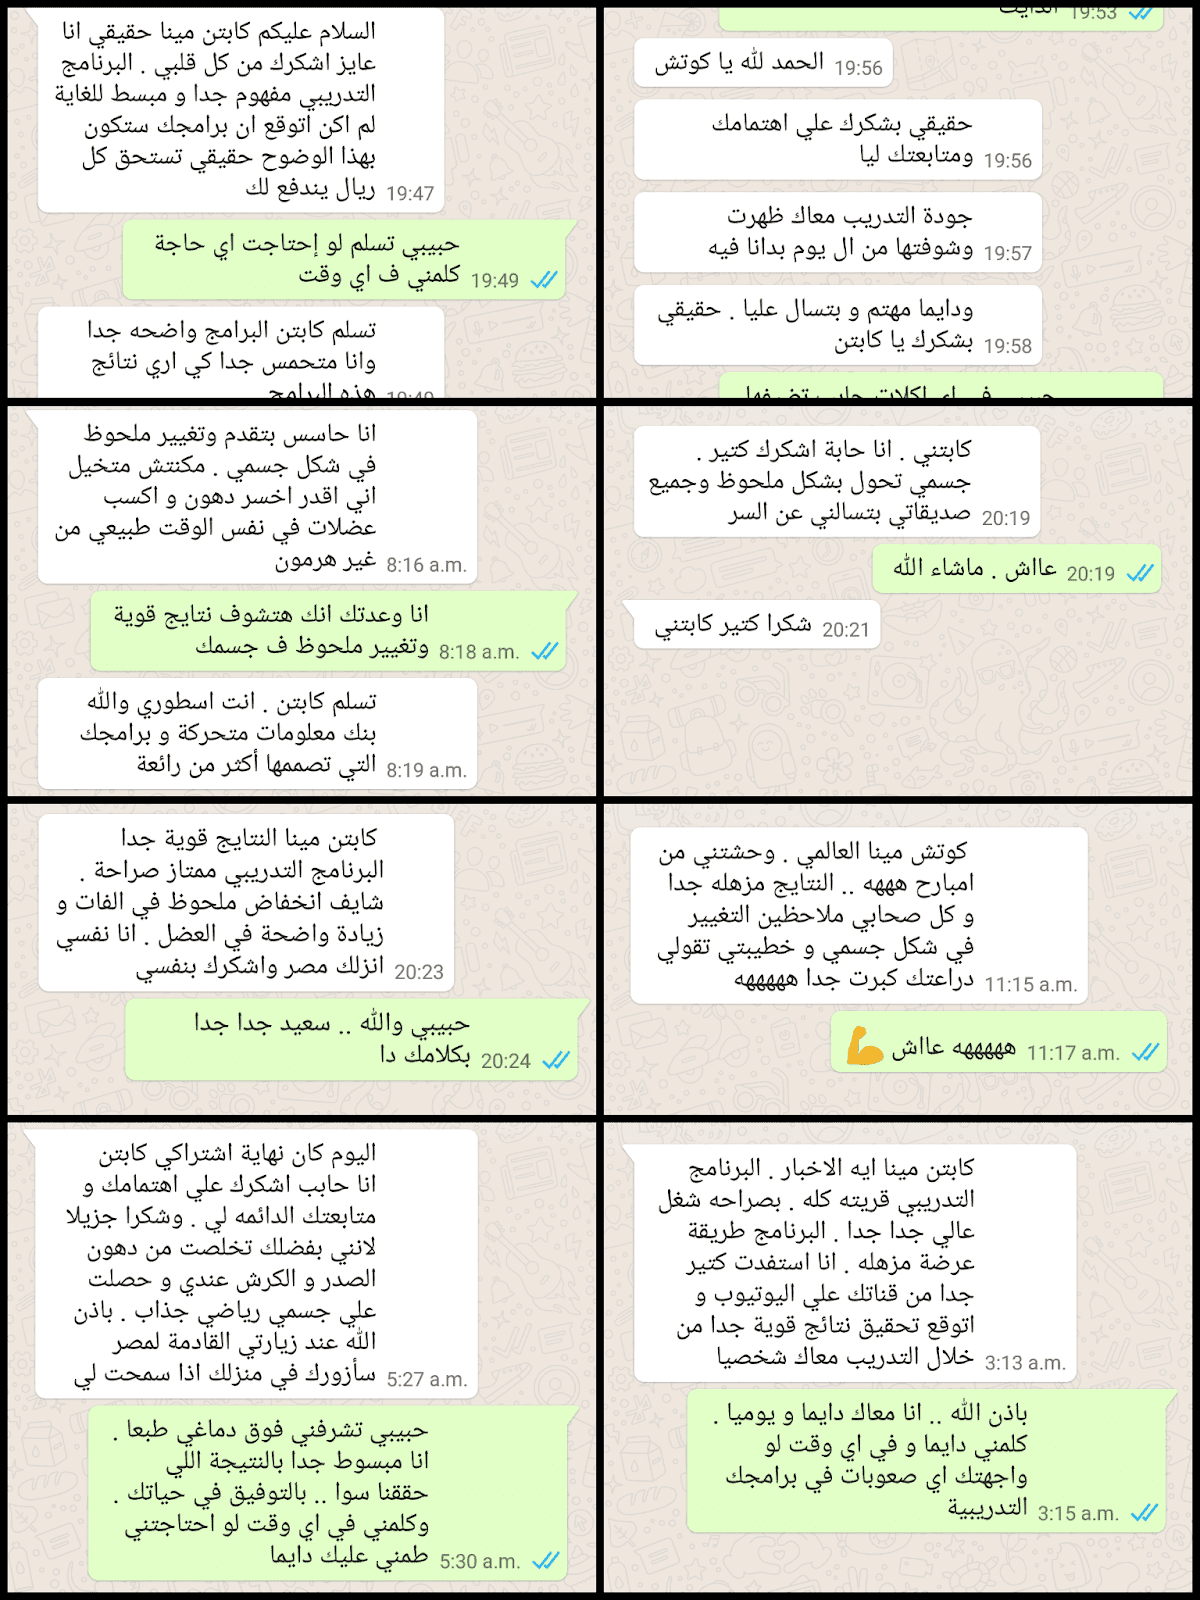 السلام عليكم كابتن مينا حقيقي انا
عايز اشكرك من كل قلبي . البرنامج
التدريبي مفهوم جدا و مبسط للغاية
لم اكن اتوقع ان برامجك ستكون
بهذا الوضوح حقيقي تستحق كل
ريال يندفع لك 19:47
حبيبي تسلم لو إحتاجت اي حاجة
كلمني ف اي وقت 19:49
تسلم كابتن البرامج واضحه جدا
وانا متحمس جدا كي اري نتائج
هذه البرامج 19:49
الدايت 19:53
الحمد لله يا كوتش 19:56
حقيقي بشكرك علي اهتمامك
ومتابعتك ليا 19:56
جودة التدريب معاك ظهرت
وشوفتها من ال يوم بدانا فيه 19:57
ودايما مهتم و بتسال عليا . حقيقي
بشكرك يا كابتن 19:58
حبيبي في اي اكلات حابب تضيفها
انا حاسس بتقدم وتغيير ملحوظ
في شكل جسمي . مكنتش متخيل
اني اقدر اخسر دهون و اكسب
عضلات في نفس الوقت طبيعي من
غير هرمون 8:16 a.m.
انا وعدتك انك هتشوف نتايج قوية
وتغيير ملحوظ ف جسمك 8:18 a.m.
تسلم كابتن . انت اسطوري والله
بنك معلومات متحركة و برامجك
التي تصممها أكثر من رائعة 8:19 a.m.
كابتني . انا حابة اشكرك كتير .
جسمي تحول بشكل ملحوظ وجميع
صديقاتي بتسالني عن السر 20:19
عااش . ماشاء الله 20:19
شكرا كتير كابتني 20:21
كابتن مينا النتايج قوية جدا
البرنامج التدريبي ممتاز صراحة .
شايف انخفاض ملحوظ في الفات و
زيادة واضحة في العضل . انا نفسي
انزلك مصر واشكرك بنفسي 20:23
حبيبي والله .. سعيد جدا جدا
بكلامك دا 20:24
كوتش مينا العالمي . وحشتني من
امبارح هههه .. النتايج مزهله جدا
و كل صحابي ملاحظين التغيير
في شكل جسمي و خطيبتي تقولي
دراعتك كبرت جدا هههههه 11:15 a.m.
هههههه عااش 💪 11:17 a.m.
اليوم كان نهاية اشتراكي كابتن
انا حابب اشكرك علي اهتمامك و
متابعتك الدائمه لي . وشكرا جزيلا
لانني بفضلك تخلصت من دهون
الصدر و الكرش عندي و حصلت
علي جسمي رياضي جذاب . باذن
الله عند زيارتي القادمة لمصر
سأزورك في منزلك اذا سمحت لي 5:27 a.m.
حبيبي تشرفني فوق دماغي طبعا .
انا مبسوط جدا بالنتيجة اللي
حققنا سوا .. بالتوفيق في حياتك .
وكلمني في اي وقت لو احتاجتني
طمني عليك دايما 5:30 a.m.
كابتن مينا ايه الاخبار . البرنامج
التدريبي قريته كله . بصراحه شغل
عالي جدا جدا . البرنامج طريقة
عرضة مزهله . انا استفدت كتير
جدا من قناتك علي اليوتيوب و
اتوقع تحقيق نتائج قوية جدا من
خلال التدريب معاك شخصيا 3:13 a.m.
باذن الله .. انا معاك دايما و يوميا .
كلمني دايما و في اي وقت لو
واجهتك اي صعوبات في برامجك
التدريبية 3:15 a.m.